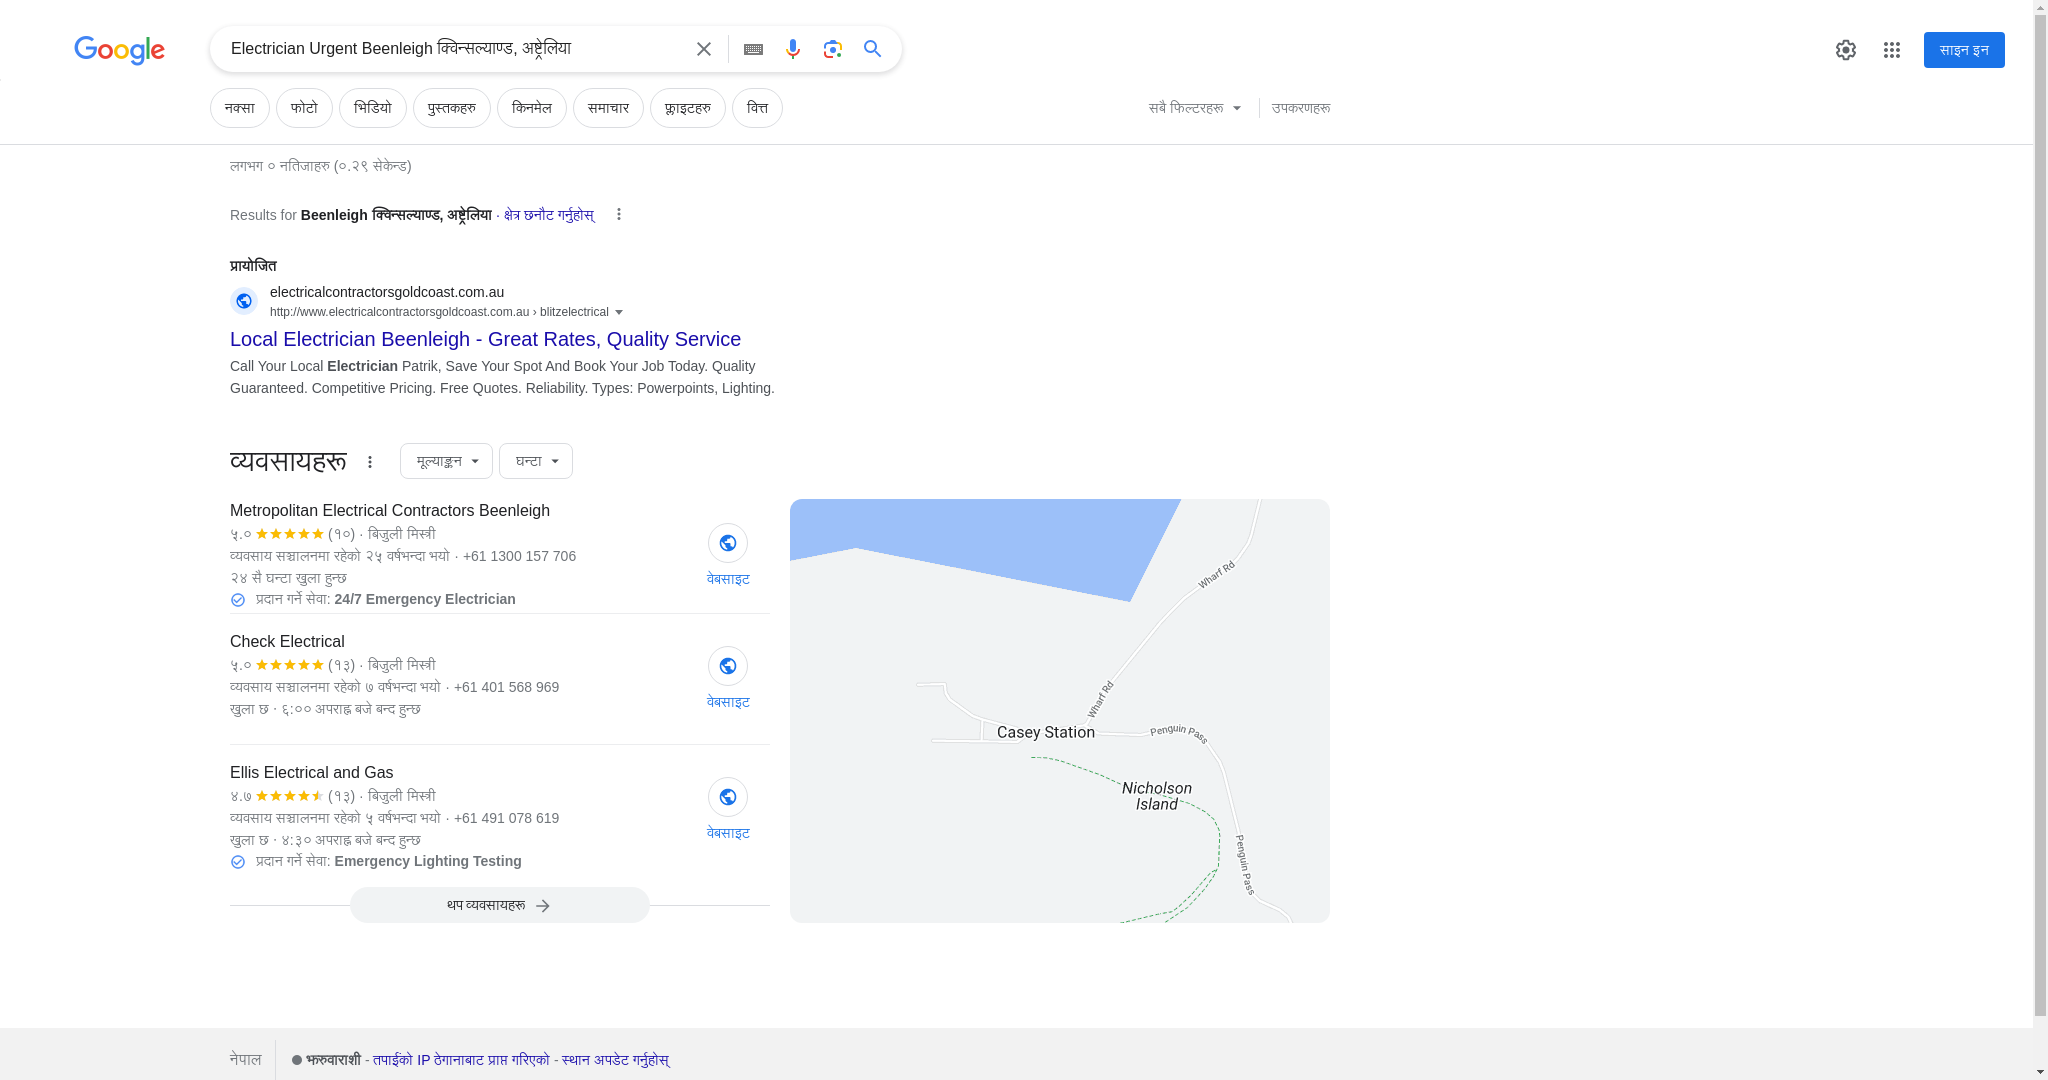 Google
Electrician Urgent Beenleigh क्विन्सल्याण्ड, अष्ट्रेलिया
साइन इन
नक्सा
फोटो
भिडियो
पुस्तकहरु
किनमेल
समाचार
फ्लाइटहरु
वित्त
सबै फिल्टरहरू
उपकरणहरू
लगभग ० नतिजाहरु (०.२९ सेकेन्ड)
Results for Beenleigh क्विन्सल्याण्ड, अष्ट्रेलिया · क्षेत्र छनौट गर्नुहोस्
प्रायोजित
electricalcontractorsgoldcoast.com.au
http://www.electricalcontractorsgoldcoast.com.au › blitzelectrical
Local Electrician Beenleigh - Great Rates, Quality Service
Call Your Local Electrician Patrik, Save Your Spot And Book Your Job Today. Quality
Guaranteed. Competitive Pricing. Free Quotes. Reliability. Types: Powerpoints, Lighting.
व्यवसायहरू
मूल्याङ्कन
घन्टा
Metropolitan Electrical Contractors Beenleigh
५.० (१०) · बिजुली मिस्त्री
व्यवसाय सञ्चालनमा रहेको २५ वर्षभन्दा भयो · +61 1300 157 706
२४ सै घन्टा खुला हुन्छ
प्रदान गर्ने सेवा: 24/7 Emergency Electrician
वेबसाइट
Check Electrical
५.० (१३) · बिजुली मिस्त्री
व्यवसाय सञ्चालनमा रहेको ७ वर्षभन्दा भयो · +61 401 568 969
खुला छ · ६:०० अपराह्न बजे बन्द हुन्छ
वेबसाइट
Ellis Electrical and Gas
४.७ (१३) · बिजुली मिस्त्री
व्यवसाय सञ्चालनमा रहेको ५ वर्षभन्दा भयो · +61 491 078 619
खुला छ · ४:३० अपराह्न बजे बन्द हुन्छ
प्रदान गर्ने सेवा: Emergency Lighting Testing
वेबसाइट
थप व्यवसायहरू
Wharf Rd
Wharf Rd
Casey Station
Penguin Pass
Nicholson
Island
Penguin Pass
नेपाल
झरुवाराशी - तपाईंको IP ठेगानाबाट प्राप्त गरिएको - स्थान अपडेट गर्नुहोस्